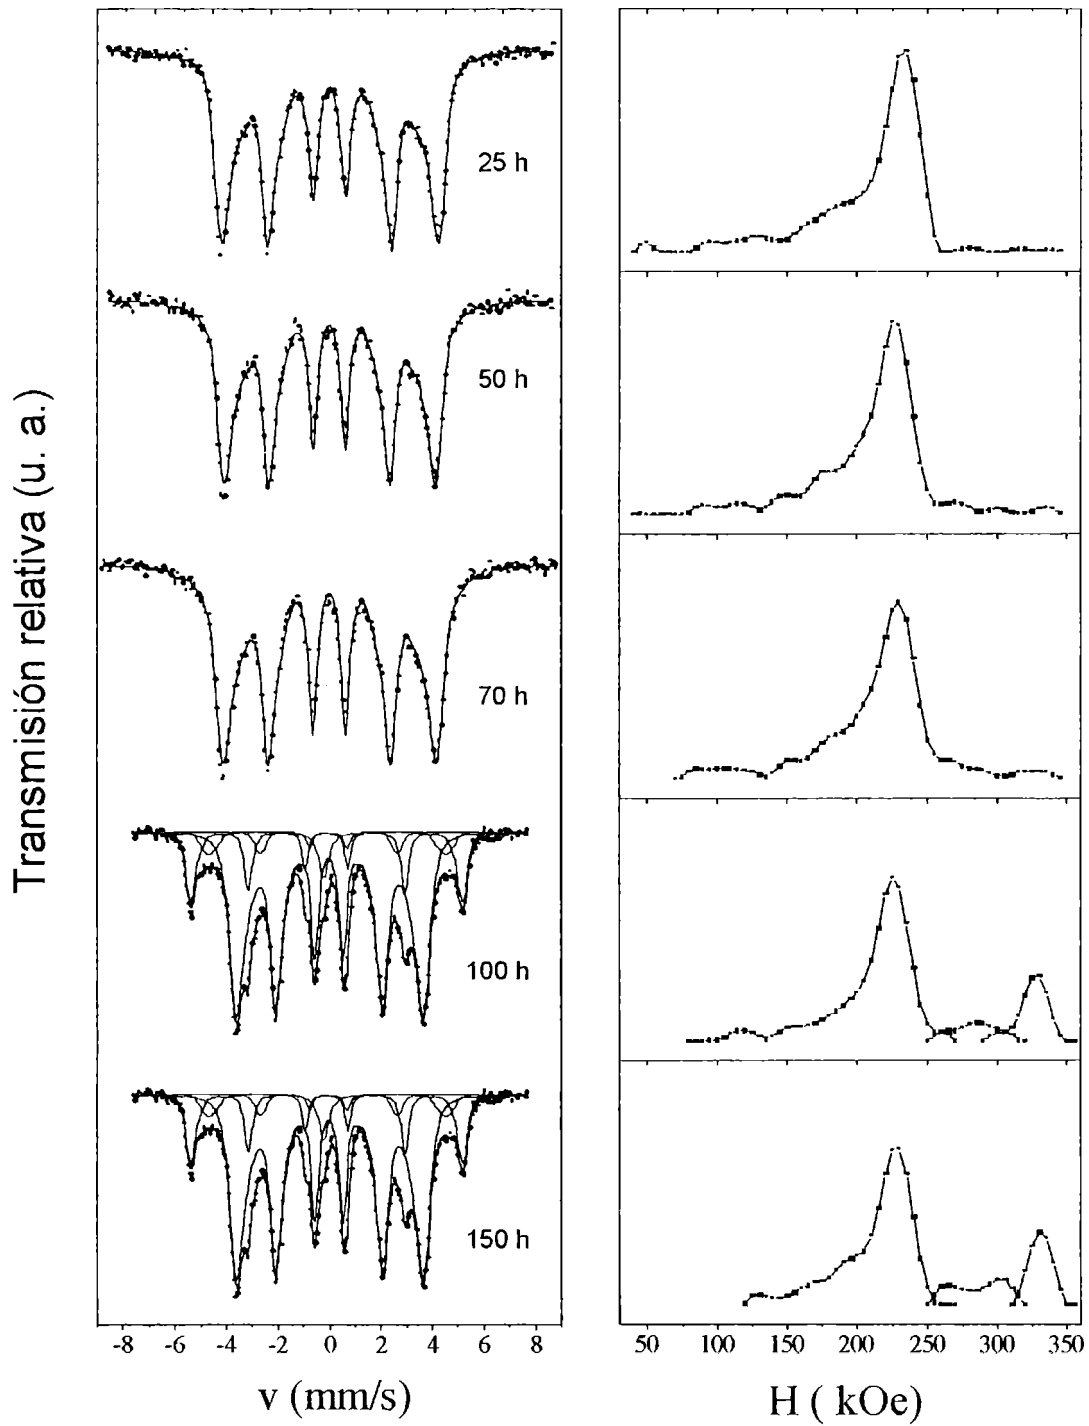 Transmisión relativa (u. a.)
25 h
50 h
70 h
100 h
150 h
-8 -6 -4 -2 0 2 4 6 8
v (mm/s)
50 100 150 200 250 300 350
H ( kOe)